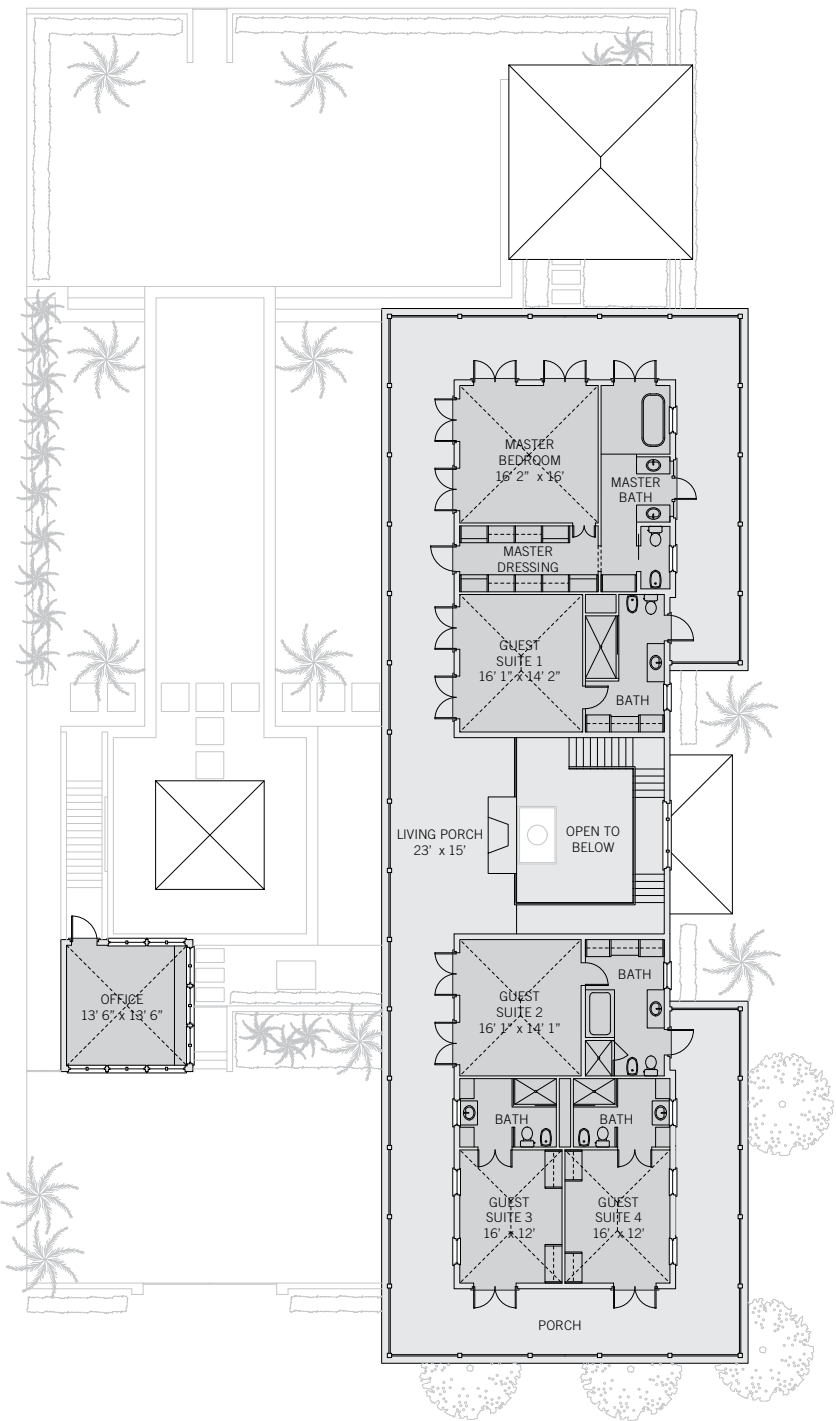 MASTER
BEDROOM
16' 2" x 16'
MASTER
BATH
MASTER
DRESSING
GUEST
SUITE 1
16' 1" x 14' 2"
BATH
LIVING PORCH
23' x 15'
OPEN TO
BELOW
BATH
GUEST
SUITE 2
16' 1" x 14' 1"
OFFICE
13' 6" x 13' 6"
BATH
BATH
GUEST
SUITE 3
16' x 12'
GUEST
SUITE 4
16' x 12'
PORCH